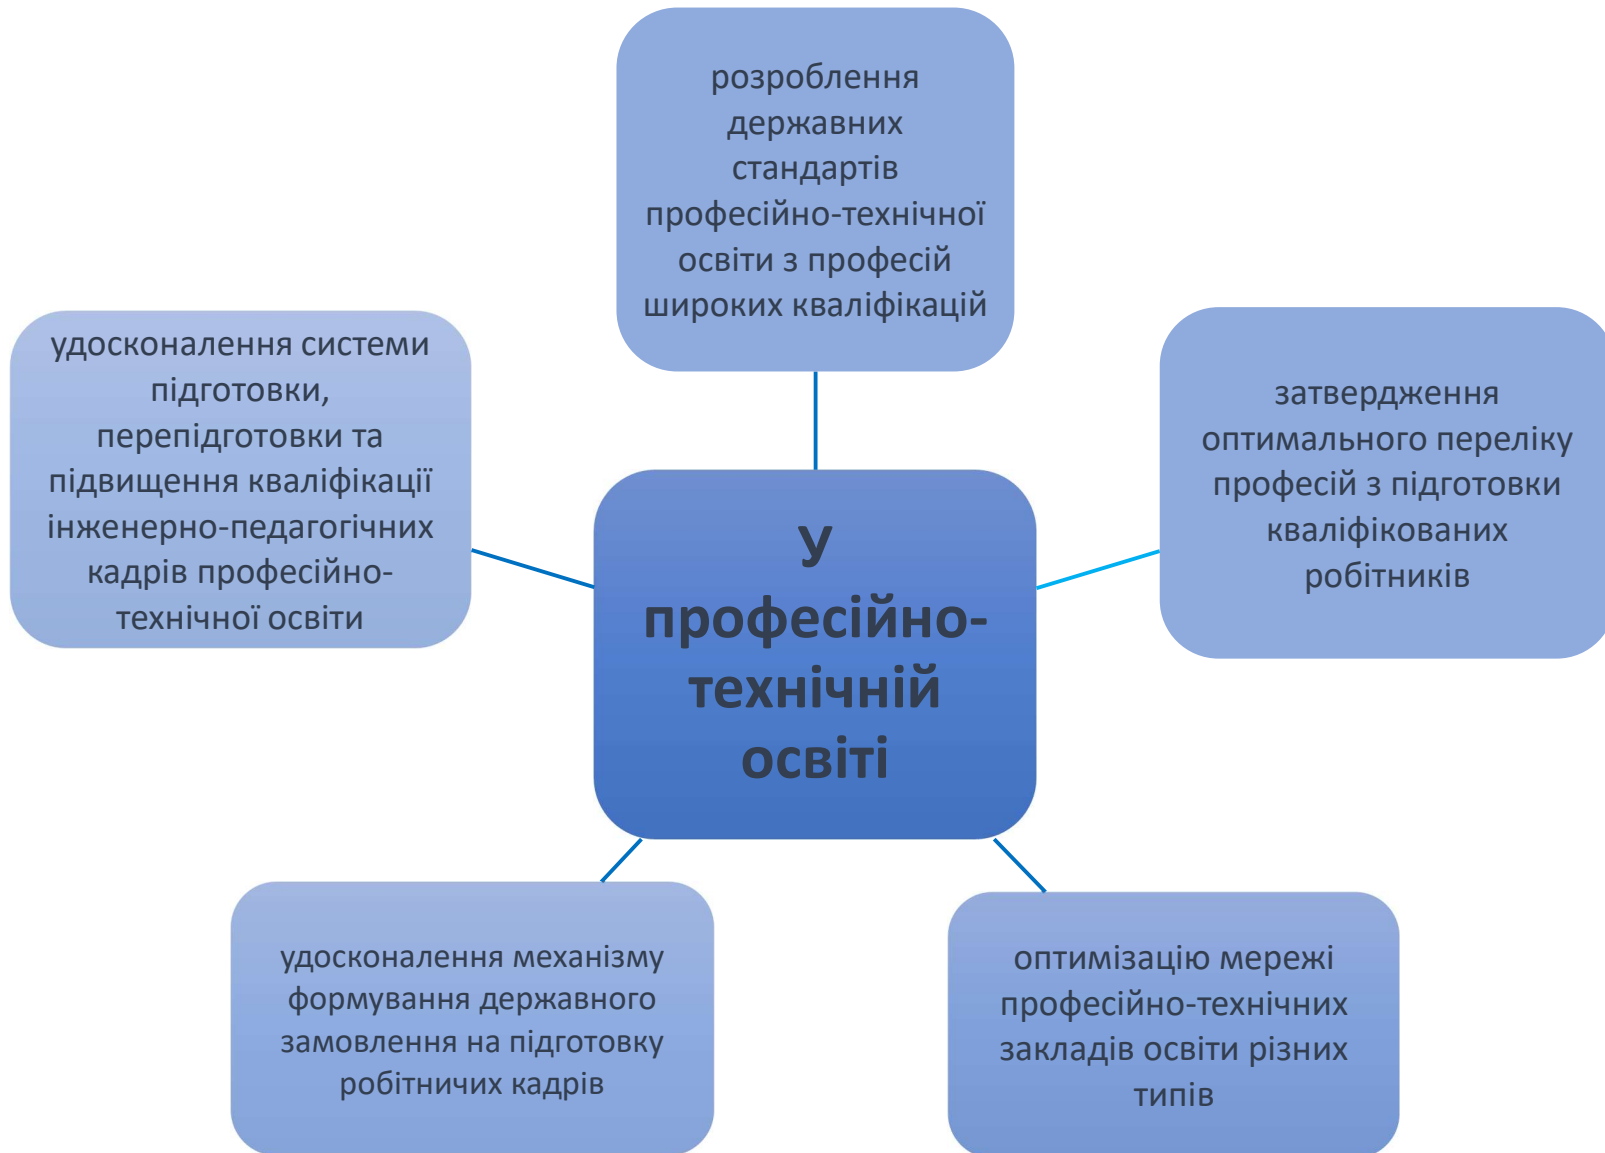 розроблення
державних
стандартів
професійно-технічної
освіти з професій
широких кваліфікацій
удосконалення системи
підготовки,
перепідготовки та
підвищення кваліфікації
інженерно-педагогічних
кадрів професійно-
технічної освіти
затвердження
оптимального переліку
професій з підготовки
кваліфікованих
робітників
У
професійно-
технічній
освіті
удосконалення механізму
формування державного
замовлення на підготовку
робітничих кадрів
оптимізацію мережі
професійно-технічних
закладів освіти різних
типів